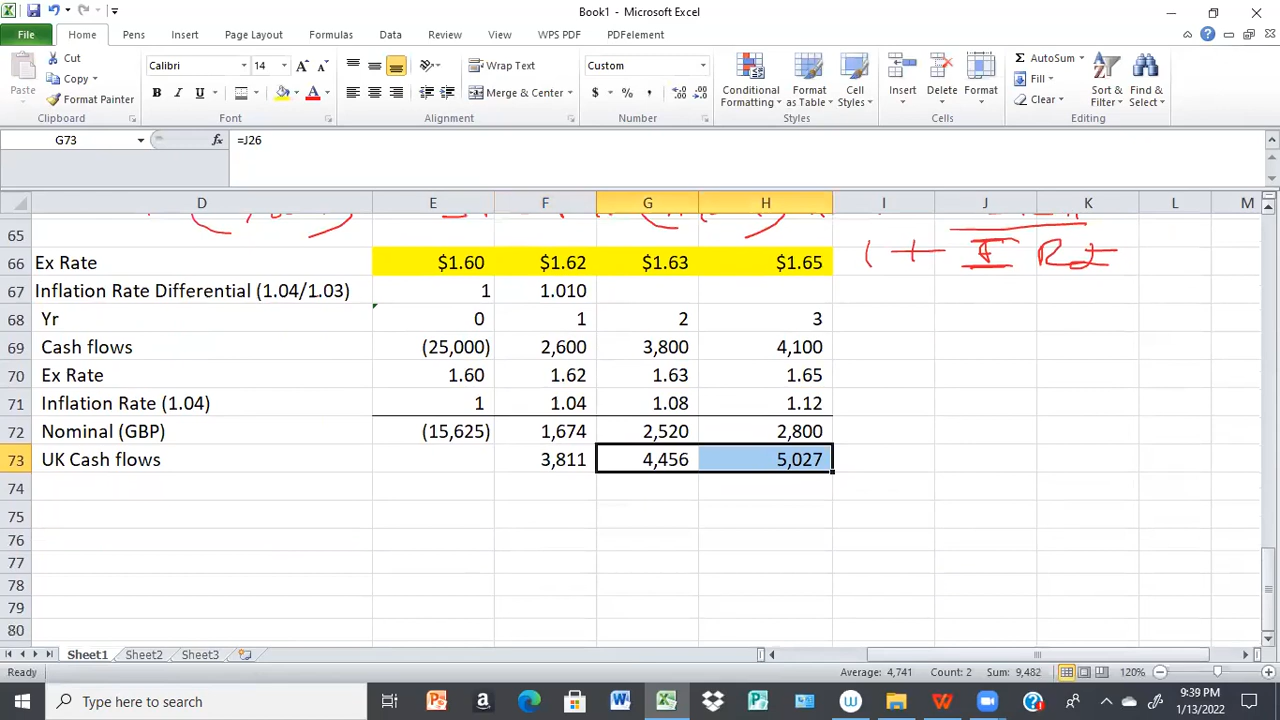 Book1 - Microsoft Excel
File Home Pens Insert Page Layout Formulas Data Review View WPS PDF PDFelement
Cut Calibri 14 Wrap Text Custom AutoSum
Copy Fill
Paste Format Painter B I U A Merge & Center $ % , Conditional Formatting Format as Table Cell Styles Insert Delete Format Clear Sort & Filter Find & Select
Clipboard Font Alignment Number Styles Cells Editing
G73 fx =J26
D E F G H I J K L M
65
66 Ex Rate $1.60 $1.62 $1.63 $1.65
67 Inflation Rate Differential (1.04/1.03) 1 1.010
68 Yr 0 1 2 3
69 Cash flows (25,000) 2,600 3,800 4,100
70 Ex Rate 1.60 1.62 1.63 1.65
71 Inflation Rate (1.04) 1 1.04 1.08 1.12
72 Nominal (GBP) (15,625) 1,674 2,520 2,800
73 UK Cash flows 3,811 4,456 5,027
74
75
76
77
78
79
80
Sheet1 Sheet2 Sheet3
Ready Average: 4,741 Count: 2 Sum: 9,482 120%
Type here to search 9:39 PM
1/13/2022